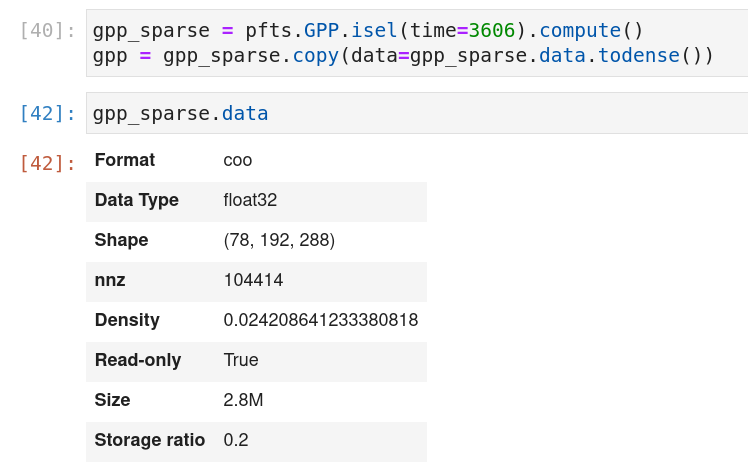 [40]: gpp_sparse = pfts.GPP.isel(time=3606).compute()
gpp = gpp_sparse.copy(data=gpp_sparse.data.todense())
[42]: gpp_sparse.data
[42]: Format coo
Data Type float32
Shape (78, 192, 288)
nnz 104414
Density 0.024208641233380818
Read-only True
Size 2.8M
Storage ratio 0.2